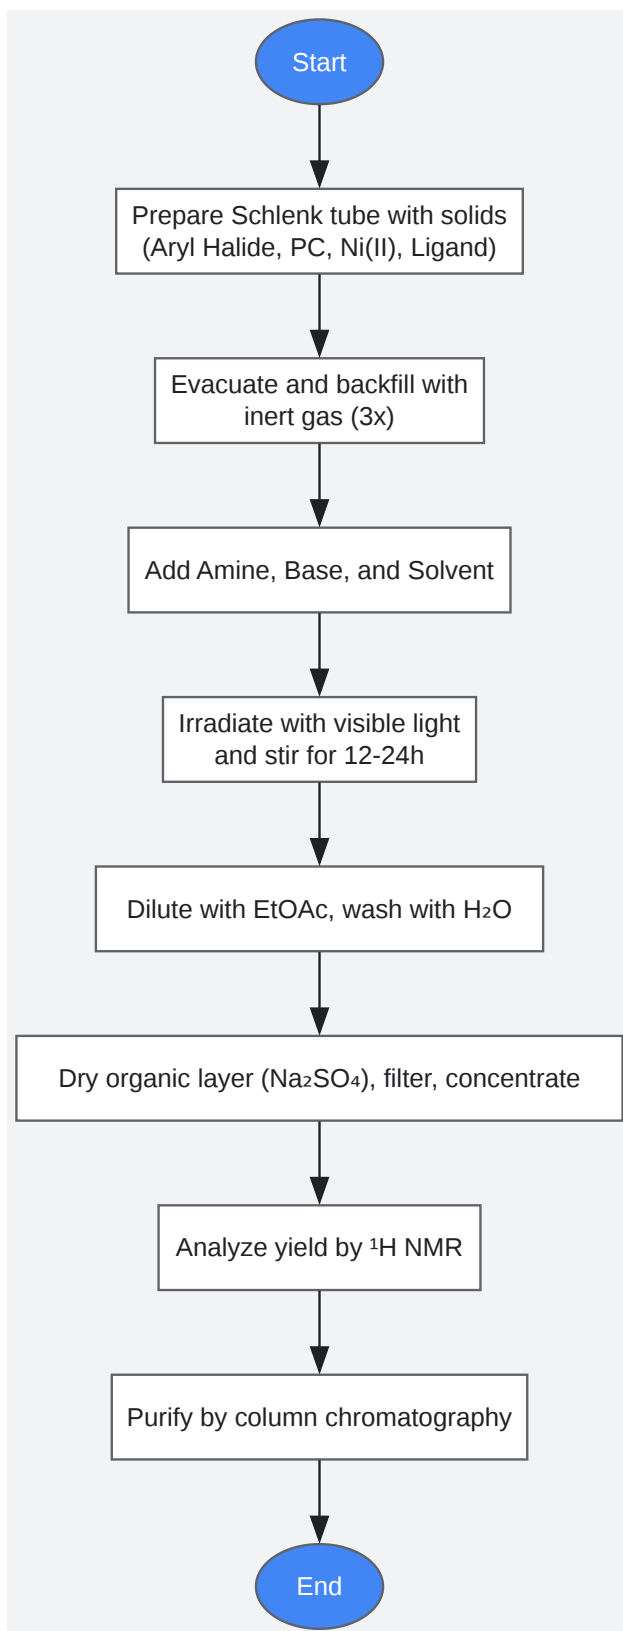 Start
Prepare Schlenk tube with solids
(Aryl Halide, PC, Ni(II), Ligand)
Evacuate and backfill with
inert gas (3x)
Add Amine, Base, and Solvent
Irradiate with visible light
and stir for 12-24h
Dilute with EtOAc, wash with H₂O
Dry organic layer (Na₂SO₄), filter, concentrate
Analyze yield by ¹H NMR
Purify by column chromatography
End